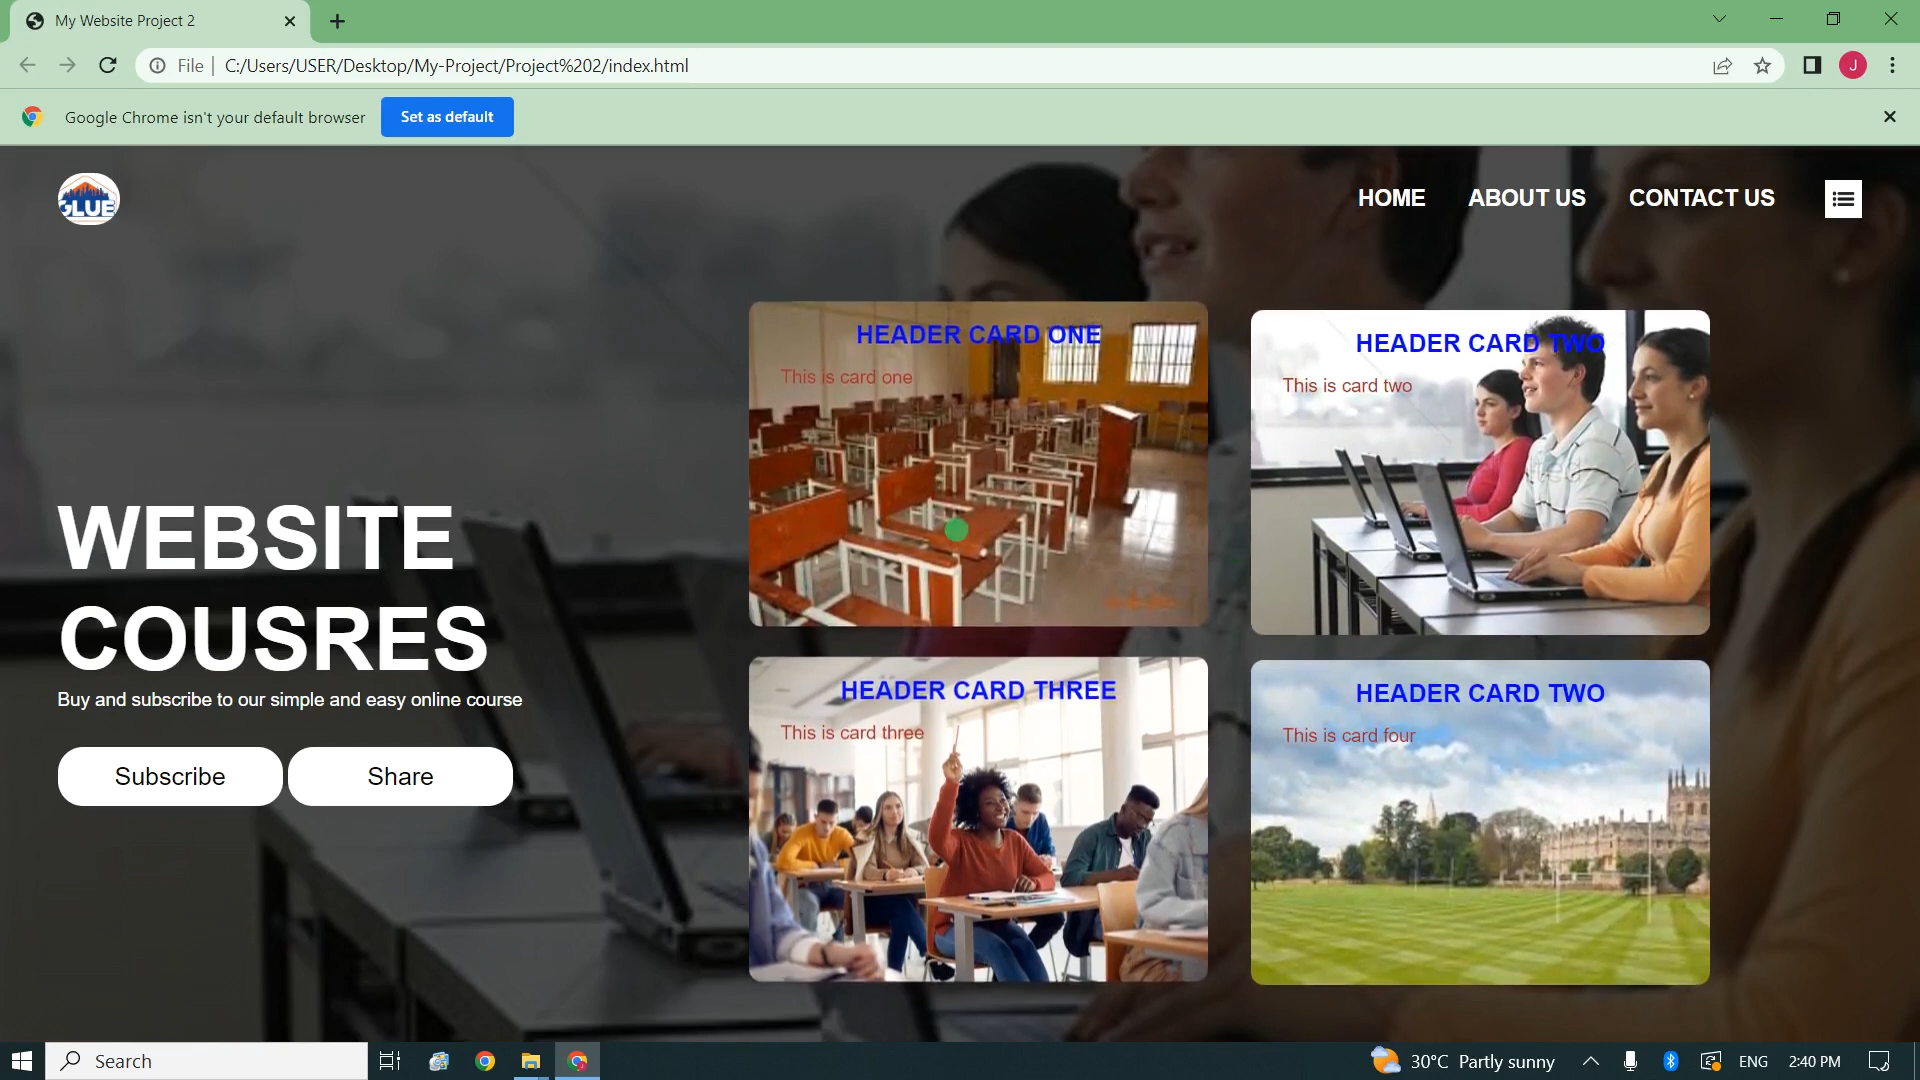 My Website Project 2
File
C:/Users/USER/Desktop/My-Project/Project%202/index.html
J
Google Chrome isn't your default browser
Set as default
GLUE
HOME
ABOUT US
CONTACT US
HEADER CARD ONE
This is card one
HEADER CARD TWO
This is card two
WEBSITE
COUSRES
Buy and subscribe to our simple and easy online course
Subscribe
Share
HEADER CARD THREE
This is card three
HEADER CARD TWO
This is card four
Search
30°C Partly sunny
ENG
2:40 PM